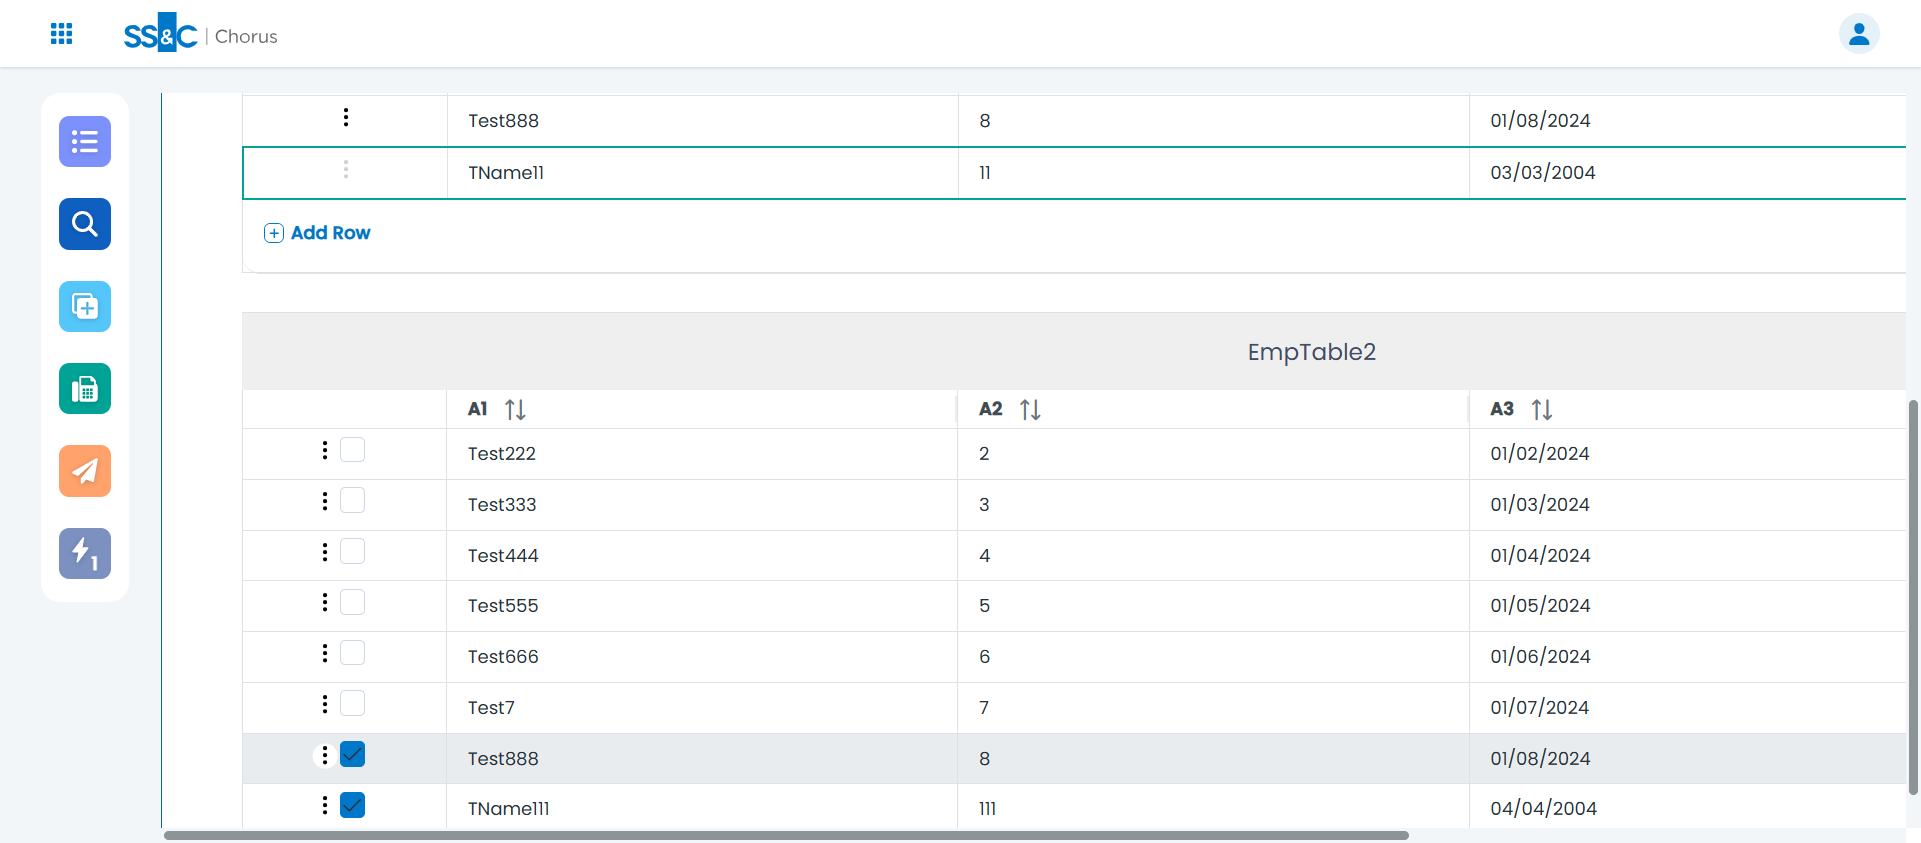 SS&C | Chorus
Test888 8 01/08/2024
TName11 11 03/03/2004
Add Row
EmpTable2
A1 A2 A3
Test222 2 01/02/2024
Test333 3 01/03/2024
Test444 4 01/04/2024
Test555 5 01/05/2024
Test666 6 01/06/2024
Test7 7 01/07/2024
Test888 8 01/08/2024
TName111 111 04/04/2004
1